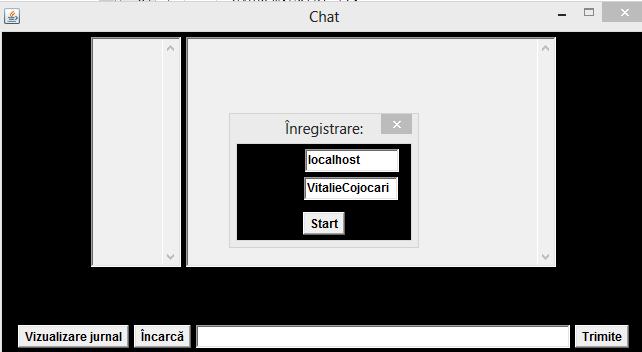 Chat
Înregistrare:
localhost
VitalieCojocari
Start
Vizualizare jurnal
Încarcă
Trimite